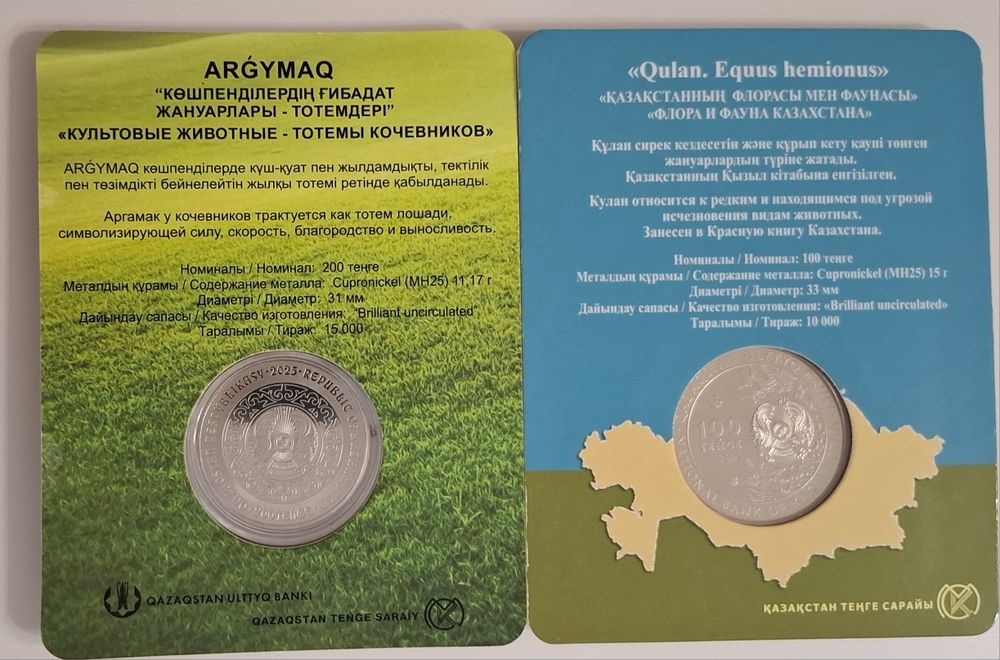 ARǴYMAQ
“КӨШПЕНДІЛЕРДІҢ ҒИБАДАТ
ЖАНУАРЛАРЫ - ТОТЕМДЕРІ”
«КУЛЬТОВЫЕ ЖИВОТНЫЕ - ТОТЕМЫ КОЧЕВНИКОВ»
ARǴYMAQ көшпенділерде күш-қуат пен жылдамдықты, тектілік
пен төзімдікті бейнелейтін жылқы тотемі ретінде қабылданады.
Аргамак у кочевников трактуется как тотем лошади,
символизирующей силу, скорость, благородство и выносливость.
Номиналы / Номинал: 200 теңге
Металдың құрамы / Содержание металла: Cupronickel (МН25) 11,17 г
Диаметрі / Диаметр: 31 мм
Дайындау сапасы / Качество изготовления: "Brilliant uncirculated"
Таралымы / Тираж: 15 000
2025 · REPUBLIC OF
QAZAQSTAN ULTTYQ BANKI
QAZAQSTAN TENGE SARAIY
«Qulan. Equus hemionus»
«ҚАЗАҚСТАННЫҢ ФЛОРАСЫ МЕН ФАУНАСЫ»
«ФЛОРА И ФАУНА КАЗАХСТАНА»
Құлан сирек кездесетін және құрып кету қаупі төнген
жануарлардың түріне жатады.
Қазақстанның Қызыл кітабына енгізілген.
Кулан относится к редким и находящимся под угрозой
исчезновения видам животных.
Занесен в Красную книгу Казахстана.
Номиналы / Номинал: 100 теңге
Металдың құрамы / Содержание металла: Cupronickel (МН25) 15 г
Диаметрі / Диаметр: 33 мм
Дайындау сапасы / Качество изготовления: «Brilliant uncirculated»
Таралымы / Тираж: 10 000
100
TENGE
NATIONAL BANK OF
ҚАЗАҚСТАН ТЕҢГЕ САРАЙЫ